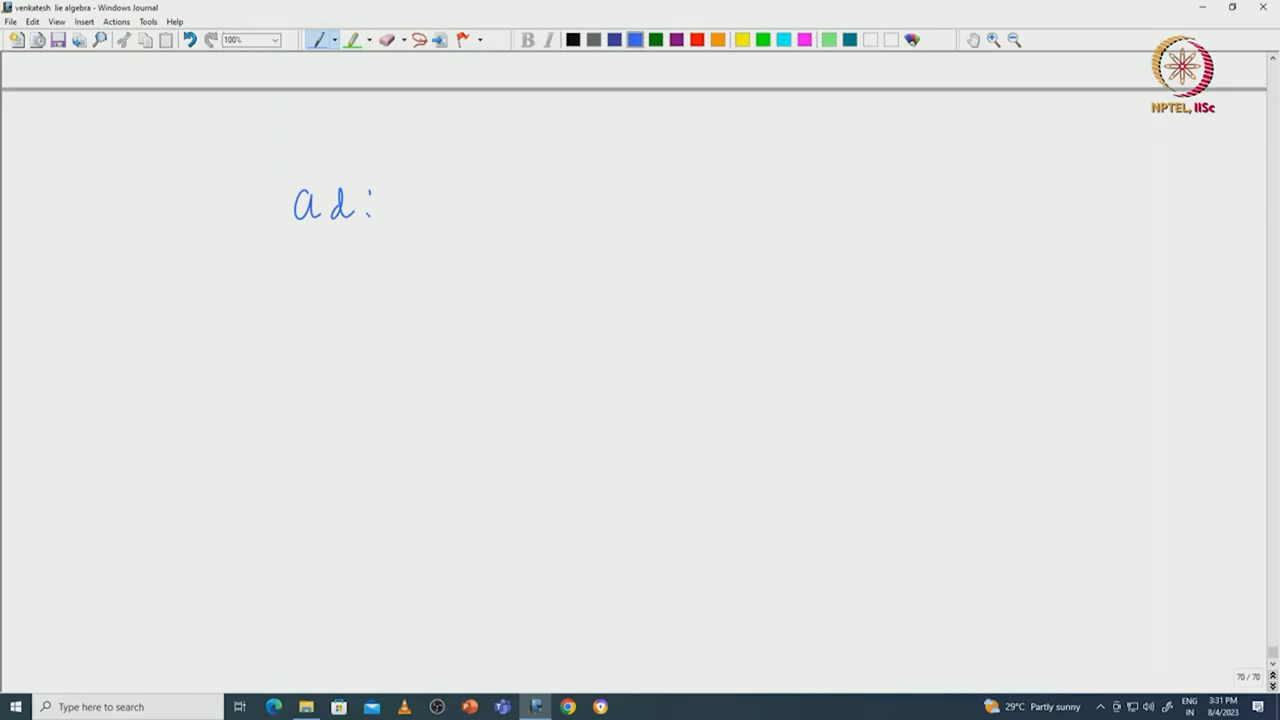 venkatesh lie algebra - Windows Journal
File Edit View Insert Actions Tools Help
100%
B I
NPTEL, IISc
ad:
70 / 70
Type here to search
29°C Partly sunny
ENG
IN
3:31 PM
8/4/2023